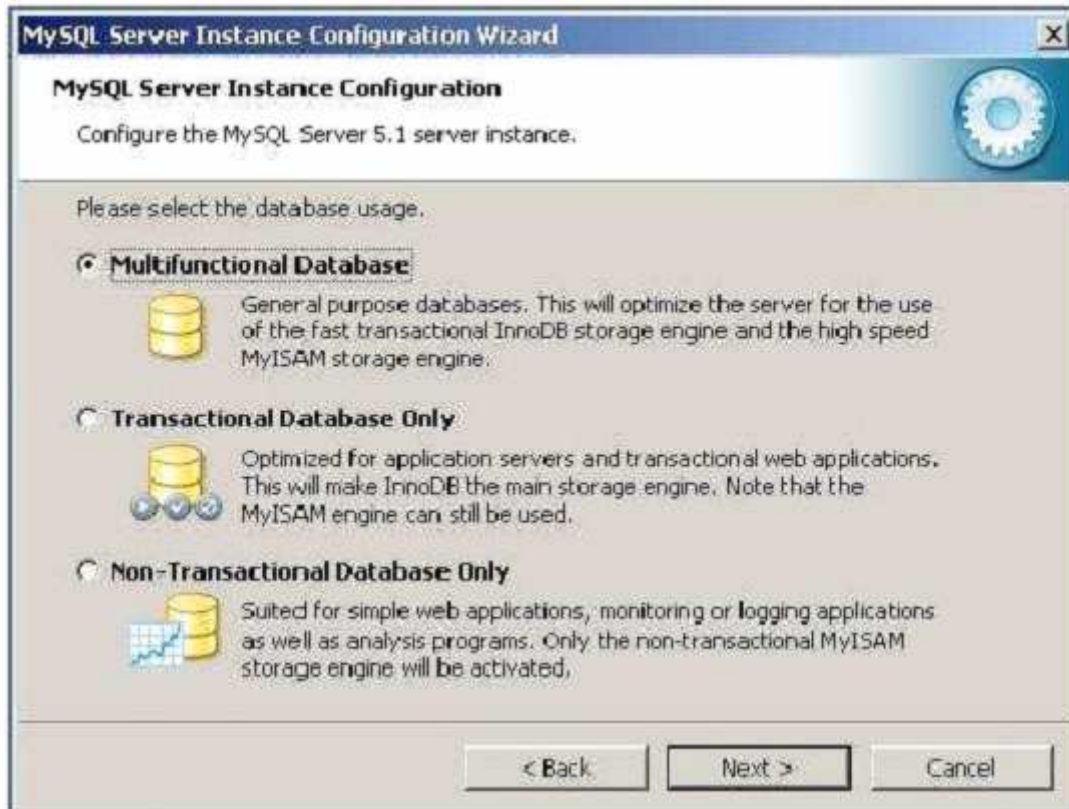 MySQL Server Instance Configuration Wizard
MySQL Server Instance Configuration
Configure the MySQL Server 5.1 server instance.
Please select the database usage.
Multifunctional Database
General purpose databases. This will optimize the server for the use
of the fast transactional InnoDB storage engine and the high speed
MyISAM storage engine.
Transactional Database Only
Optimized for application servers and transactional web applications.
This will make InnoDB the main storage engine. Note that the
MyISAM engine can still be used.
Non-Transactional Database Only
Suited for simple web applications, monitoring or logging applications
as well as analysis programs. Only the non-transactional MyISAM
storage engine will be activated.
< Back
Next >
Cancel